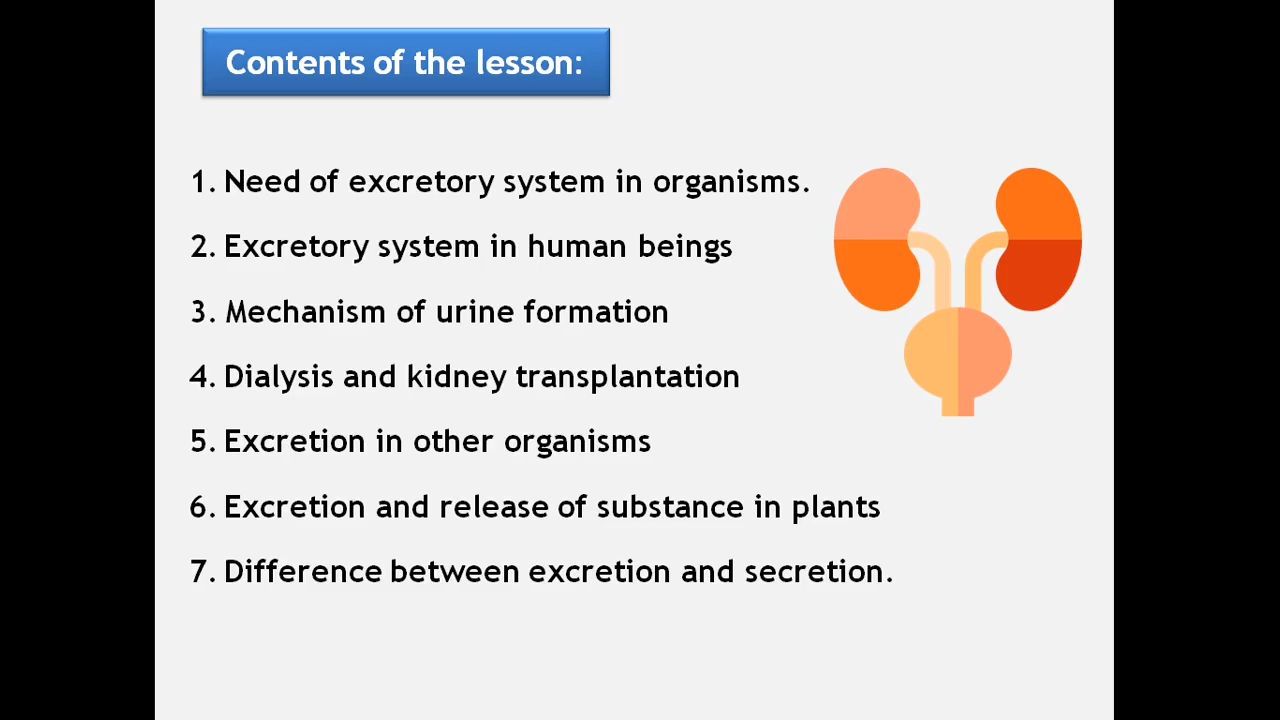 Contents of the lesson:
1. Need of excretory system in organisms.
2. Excretory system in human beings
3. Mechanism of urine formation
4. Dialysis and kidney transplantation
5. Excretion in other organisms
6. Excretion and release of substance in plants
7. Difference between excretion and secretion.